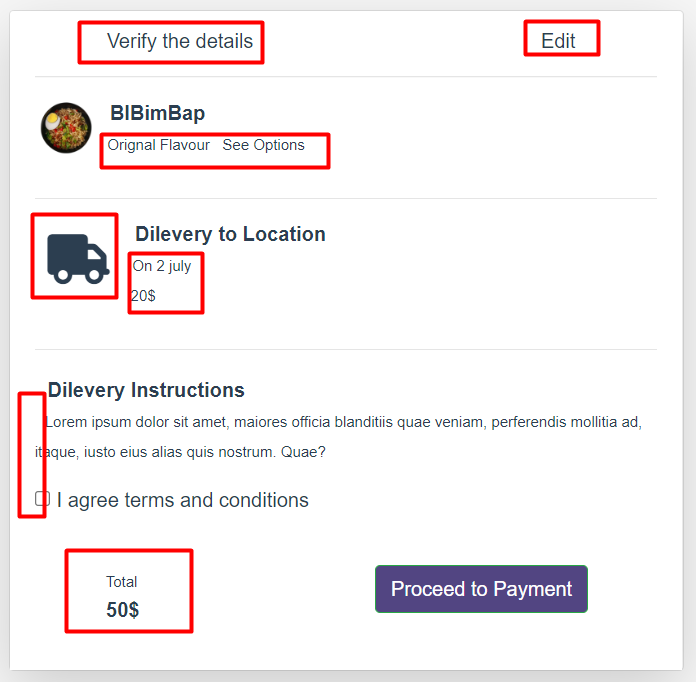 Verify the details Edit
BIBimBap
Orignal Flavour See Options
Dilevery to Location
On 2 july
20$
Dilevery Instructions
Lorem ipsum dolor sit amet, maiores officia blanditiis quae veniam, perferendis mollitia ad,
itaque, iusto eius alias quis nostrum. Quae?
I agree terms and conditions
Total
50$
Proceed to Payment